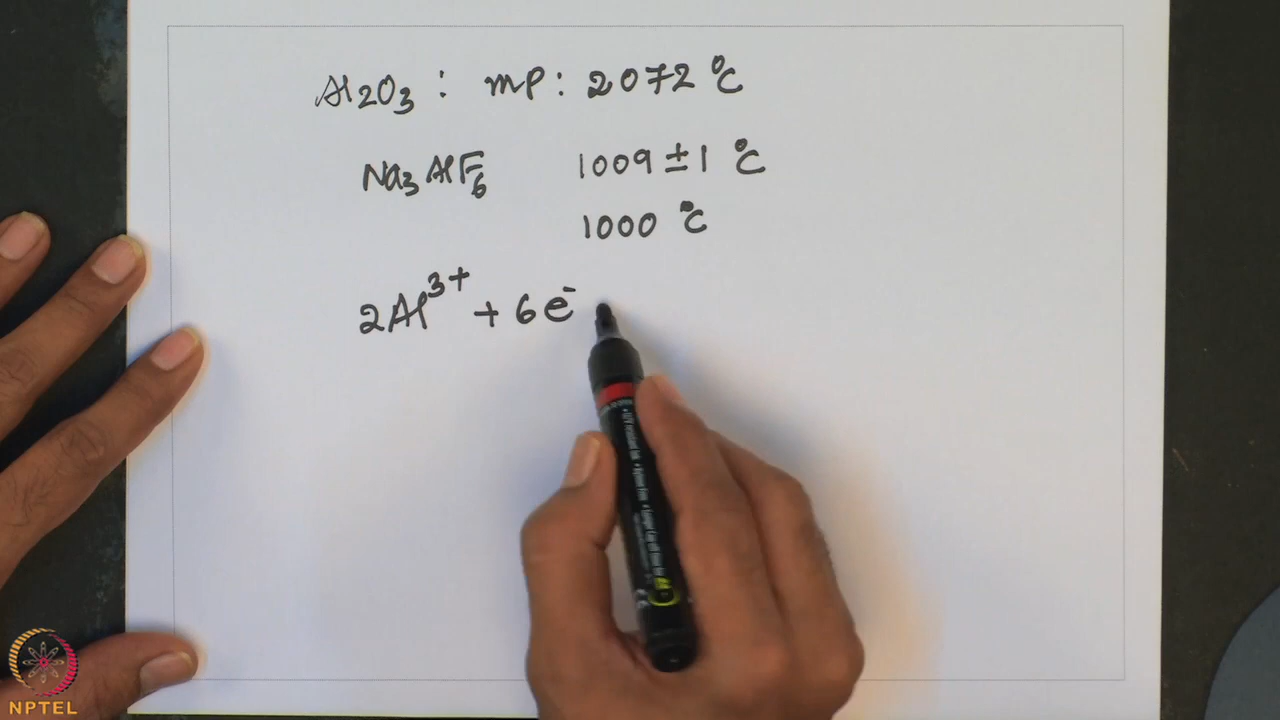 Al2O3 : mp : 2072 °C
Na3AlF6 1009 ± 1 °C
1000 °C
2Al3+ + 6e-
NPTEL